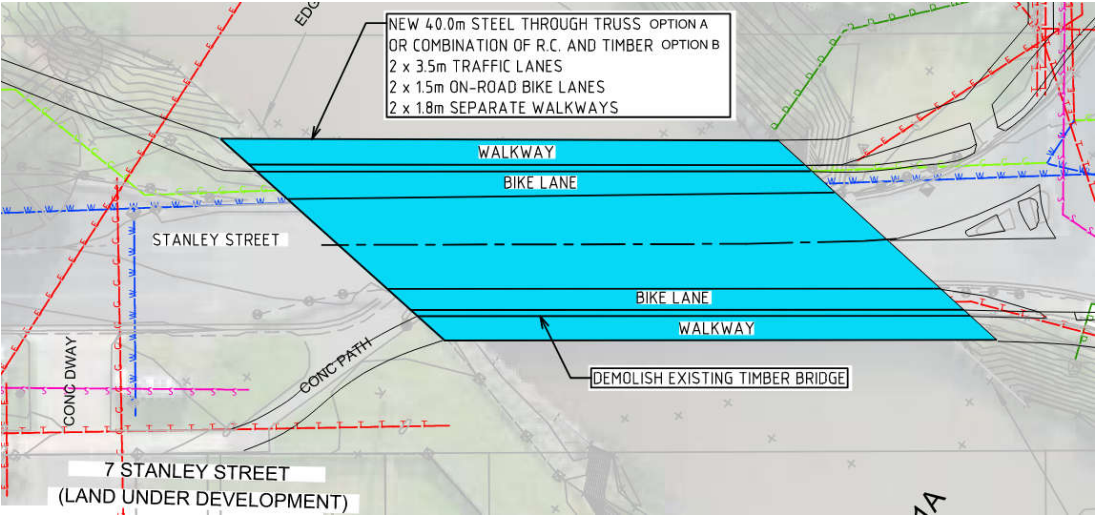 EDG
NEW 40.0m STEEL THROUGH TRUSS OPTION A
OR COMBINATION OF R.C. AND TIMBER OPTION B
2 x 3.5m TRAFFIC LANES
2 x 1.5m ON-ROAD BIKE LANES
2 x 1.8m SEPARATE WALKWAYS
WALKWAY
BIKE LANE
STANLEY STREET
BIKE LANE
WALKWAY
CONC DWAY
CONC PATH
DEMOLISH EXISTING TIMBER BRIDGE
7 STANLEY STREET
(LAND UNDER DEVELOPMENT)
1A